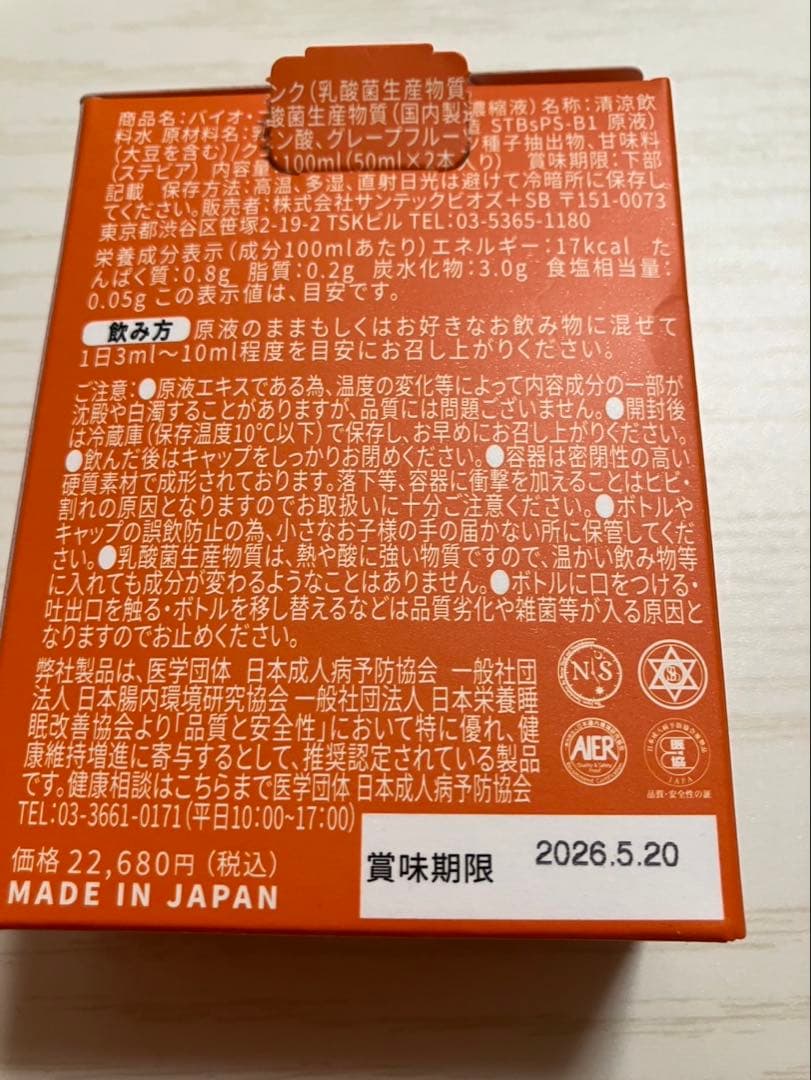 商品名:バイオ・ンク(乳酸菌生産物質濃縮液) 名称:清涼飲
料水 原材料名:酸菌生産物質(国内製造 STBsPS-B1 原液)
(大豆を含む)/クン酸、グレープフルーツ種子抽出物、甘味料
(ステビア) 内容量 100ml(50ml×2本入り) 賞味期限:下部
記載 保存方法:高温、多湿、直射日光は避けて冷暗所に保存し
てください。販売者:株式会社サンテックビオズ+SB 〒151-0073
東京都渋谷区笹塚2-19-2 TSKビル TEL:03-5365-1180
栄養成分表示(成分100mlあたり)エネルギー:17kcal た
んぱく質:0.8g 脂質:0.2g 炭水化物:3.0g 食塩相当量:
0.05g この表示値は、目安です。
飲み方 原液のままもしくはお好きなお飲み物に混ぜて
1日3ml〜10ml程度を目安にお召し上がりください。
ご注意:●原液エキスである為、温度の変化等によって内容成分の一部が
沈殿や白濁することがありますが、品質には問題ございません。●開封後
は冷蔵庫(保存温度10℃以下)で保存し、お早めにお召し上がりください。
●飲んだ後はキャップをしっかりお閉めください。●容器は密閉性の高い
硬質素材で成形されております。落下等、容器に衝撃を加えることはヒビ・
割れの原因となりますのでお取扱いに十分ご注意ください。●ボトルや
キャップの誤飲防止の為、小さなお子様の手の届かない所に保管してくだ
さい。●乳酸菌生産物質は、熱や酸に強い物質ですので、温かい飲み物等
に入れても成分が変わるようなことはありません。●ボトルに口をつける・
吐出口を触る・ボトルを移し替えるなどは品質劣化や雑菌等が入る原因と
なりますのでお止めください。
弊社製品は、医学団体 日本成人病予防協会 一般社団
法人 日本腸内環境研究協会 一般社団法人 日本栄養睡
眠改善協会より「品質と安全性」において特に優れ、健
康維持増進に寄与するとして、推奨認定されている製品
です。健康相談はこちらまで医学団体 日本成人病予防協会
TEL:03-3661-0171(平日10:00~17:00)
N S
SB
AIER
医協
JAPA
品質・安全性の証
価格 22,680円(税込)
MADE IN JAPAN
賞味期限 2026.5.20